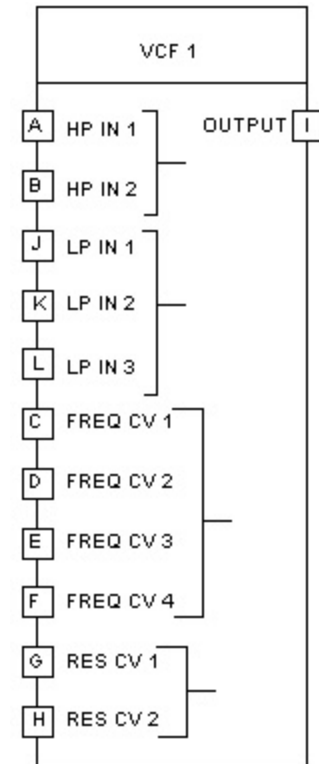 VCF 1
A HP IN 1 OUTPUT I
B HP IN 2
J LP IN 1
K LP IN 2
L LP IN 3
C FREQ CV 1
D FREQ CV 2
E FREQ CV 3
F FREQ CV 4
G RES CV 1
H RES CV 2